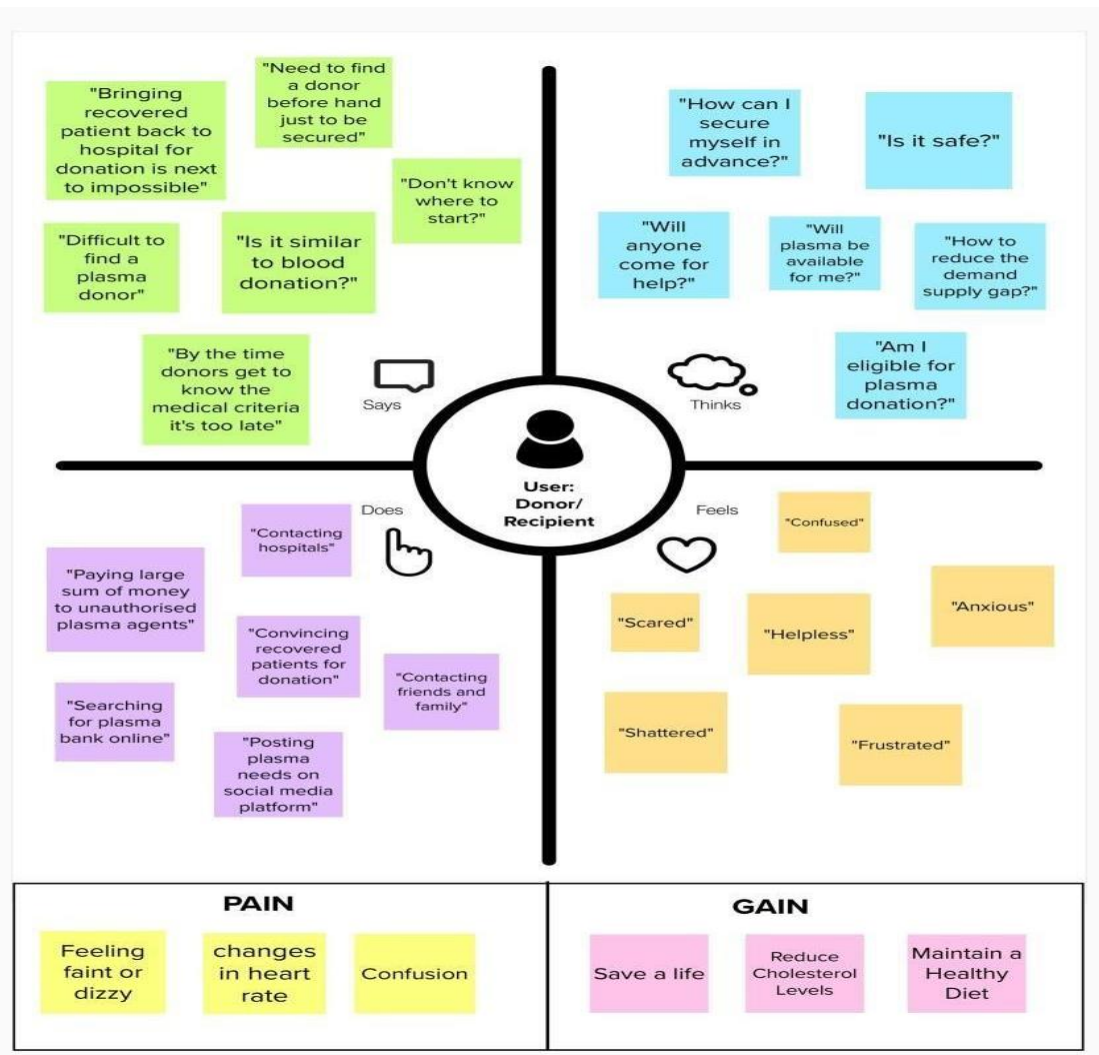 "Bringing
recovered
patient back to
hospital for
donation is next
to impossible"
"Need to find
a donor
before hand
just to be
secured"
"Don't know
where to
start?"
"Difficult to
find a
plasma
donor"
"Is it similar
to blood
donation?"
"By the time
donors get to
know the
medical criteria
it's too late"
Says
"How can I
secure
myself in
advance?"
"Is it safe?"
"Will
anyone
come for
help?"
"Will
plasma be
available
for me?"
"How to
reduce the
demand
supply gap?"
"Am I
eligible for
plasma
donation?"
Thinks
User:
Donor/
Recipient
Does
"Contacting
hospitals"
"Paying large
sum of money
to unauthorised
plasma agents"
"Convincing
recovered
patients for
donation"
"Contacting
friends and
family"
"Searching
for plasma
bank online"
"Posting
plasma
needs on
social media
platform"
Feels
"Confused"
"Scared"
"Helpless"
"Anxious"
"Shattered"
"Frustrated"
PAIN
Feeling
faint or
dizzy
changes
in heart
rate
Confusion
GAIN
Save a life
Reduce
Cholesterol
Levels
Maintain a
Healthy
Diet